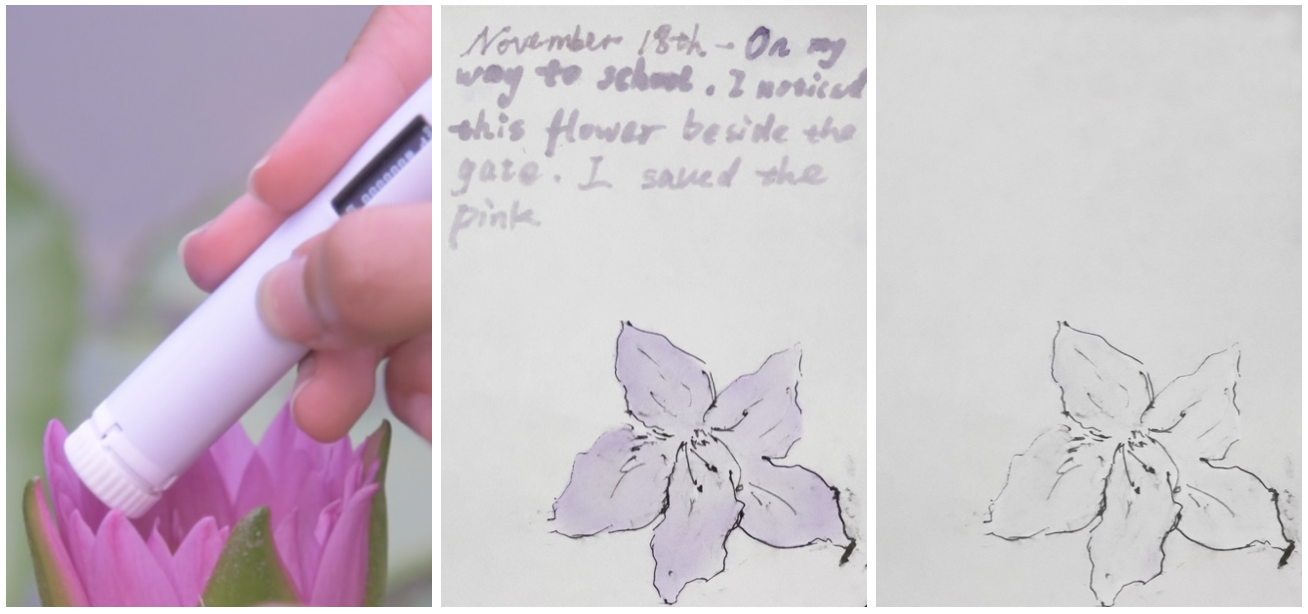 November 18th - On my
way to school. I noticed
this flower beside the
gate. I saved the
pink